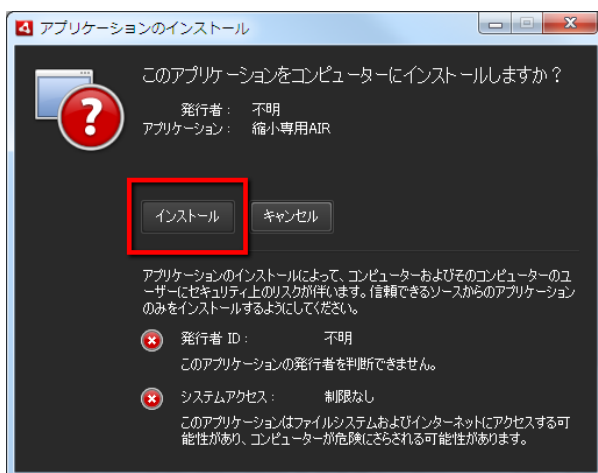 アプリケーションのインストール
このアプリケーションをコンピューターにインストールしますか？
発行者： 不明
アプリケーション： 縮小専用AIR
インストール キャンセル
アプリケーションのインストールによって、コンピューターおよびそのコンピューターのユ
ーザーにセキュリティ上のリスクが伴います。信頼できるソースからのアプリケーション
のみをインストールするようにしてください。
発行者 ID： 不明
このアプリケーションの発行者を判断できません。
システムアクセス： 制限なし
このアプリケーションはファイルシステムおよびインターネットにアクセスする可
能性があり、コンピューターが危険にさらされる可能性があります。